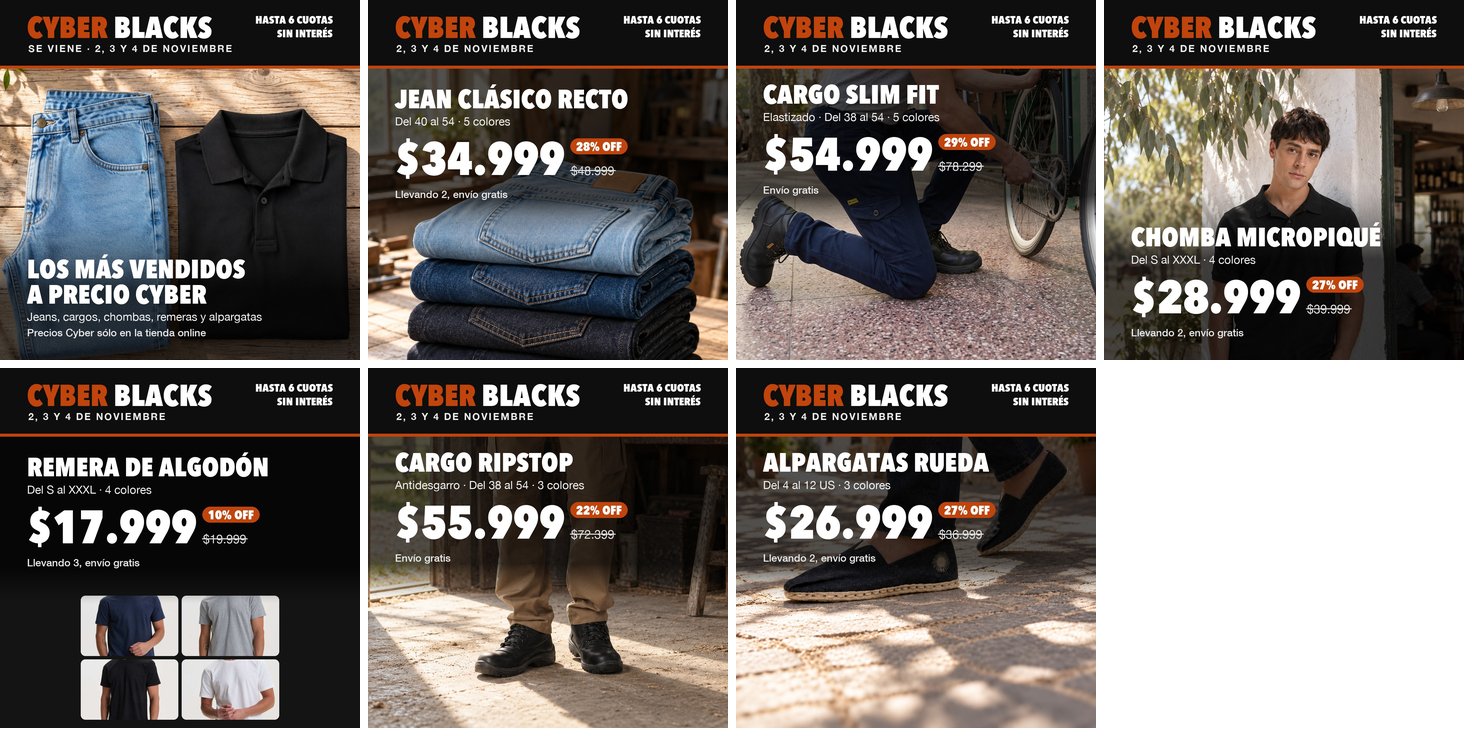 CYBER BLACKS
SE VIENE · 2, 3 Y 4 DE NOVIEMBRE
HASTA 6 CUOTAS
SIN INTERÉS
LOS MÁS VENDIDOS
A PRECIO CYBER
Jeans, cargos, chombas, remeras y alpargatas
Precios Cyber sólo en la tienda online
CYBER BLACKS
2, 3 Y 4 DE NOVIEMBRE
HASTA 6 CUOTAS
SIN INTERÉS
JEAN CLÁSICO RECTO
Del 40 al 54 · 5 colores
$34.999
28% OFF
$48.999
Llevando 2, envío gratis
CYBER BLACKS
2, 3 Y 4 DE NOVIEMBRE
HASTA 6 CUOTAS
SIN INTERÉS
CARGO SLIM FIT
Elastizado · Del 38 al 54 · 5 colores
$54.999
29% OFF
$78.299
Envío gratis
CYBER BLACKS
2, 3 Y 4 DE NOVIEMBRE
HASTA 6 CUOTAS
SIN INTERÉS
CHOMBA MICROPIQUÉ
Del S al XXXL · 4 colores
$28.999
27% OFF
$39.999
Llevando 2, envío gratis
CYBER BLACKS
2, 3 Y 4 DE NOVIEMBRE
HASTA 6 CUOTAS
SIN INTERÉS
REMERA DE ALGODÓN
Del S al XXXL · 4 colores
$17.999
10% OFF
$19.999
Llevando 3, envío gratis
CYBER BLACKS
2, 3 Y 4 DE NOVIEMBRE
HASTA 6 CUOTAS
SIN INTERÉS
CARGO RIPSTOP
Antidesgarro · Del 38 al 54 · 3 colores
$55.999
22% OFF
$72.399
Envío gratis
CYBER BLACKS
2, 3 Y 4 DE NOVIEMBRE
HASTA 6 CUOTAS
SIN INTERÉS
ALPARGATAS RUEDA
Del 4 al 12 US · 3 colores
$26.999
27% OFF
$36.999
Llevando 2, envío gratis